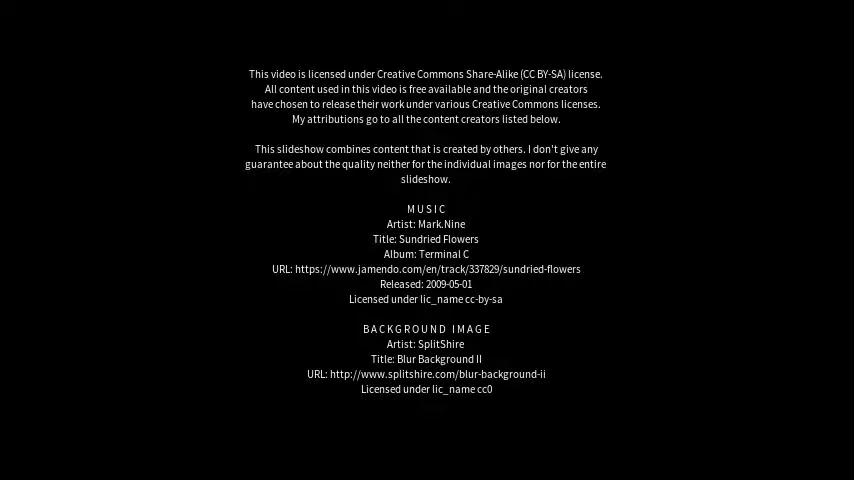 This video is licensed under Creative Commons Share-Alike (CC BY-SA) license.
All content used in this video is free available and the original creators
have chosen to release their work under various Creative Commons licenses.
My attributions go to all the content creators listed below.
This slideshow combines content that is created by others. I don't give any
guarantee about the quality neither for the individual images nor for the entire
slideshow.
MUSIC
Artist: Mark.Nine
Title: Sundried Flowers
Album: Terminal C
URL: https://www.jamendo.com/en/track/337829/sundried-flowers
Released: 2009-05-01
Licensed under lic_name cc-by-sa
BACKGROUND IMAGE
Artist: SplitShire
Title: Blur Background II
URL: http://www.splitshire.com/blur-background-ii
Licensed under lic_name cc0